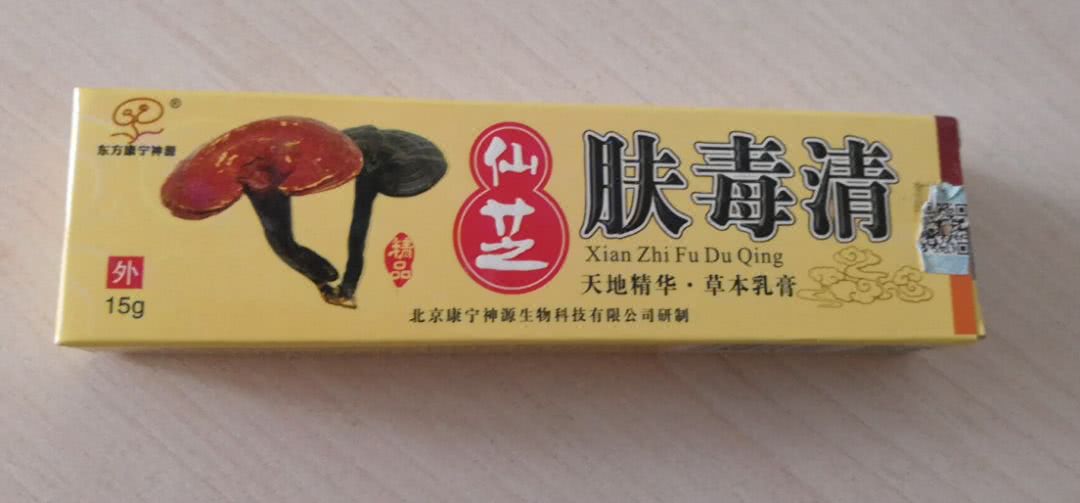 ®
东方康宁神源
外
15g
精品
仙芝
肤毒清
Xian Zhi Fu Du Qing
天地精华·草本乳膏
北京康宁神源生物科技有限公司研制